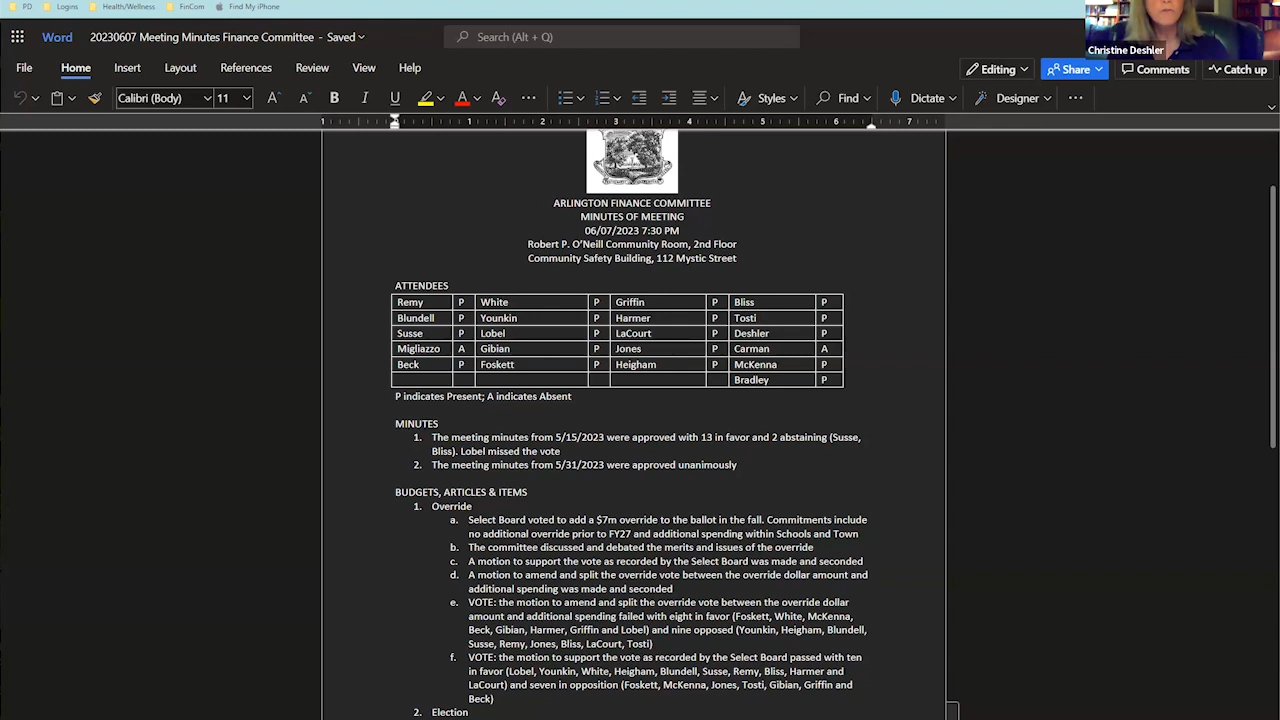 PD Logins Health/Wellness FinCom Find My iPhone
Word 20230607 Meeting Minutes Finance Committee - Saved
Search (Alt + Q)
Christine Deshler
File Home Insert Layout References Review View Help
Editing Share Comments Catch up
Calibri (Body) 11 B I U A Styles Find Dictate Designer
1 1 2 3 4 5 6 7
ARLINGTON FINANCE COMMITTEE
MINUTES OF MEETING
06/07/2023 7:30 PM
Robert P. O'Neill Community Room, 2nd Floor
Community Safety Building, 112 Mystic Street
ATTENDEES
Remy P White P Griffin P Bliss P
Blundell P Younkin P Harmer P Tosti P
Susse P Lobel P LaCourt P Deshler P
Migliazzo A Gibian P Jones P Carman A
Beck P Foskett P Heigham P McKenna P
Bradley P
P indicates Present; A indicates Absent
MINUTES
1. The meeting minutes from 5/15/2023 were approved with 13 in favor and 2 abstaining (Susse,
Bliss). Lobel missed the vote
2. The meeting minutes from 5/31/2023 were approved unanimously
BUDGETS, ARTICLES & ITEMS
1. Override
a. Select Board voted to add a $7m override to the ballot in the fall. Commitments include
no additional override prior to FY27 and additional spending within Schools and Town
b. The committee discussed and debated the merits and issues of the override
c. A motion to support the vote as recorded by the Select Board was made and seconded
d. A motion to amend and split the override vote between the override dollar amount and
additional spending was made and seconded
e. VOTE: the motion to amend and split the override vote between the override dollar
amount and additional spending failed with eight in favor (Foskett, White, McKenna,
Beck, Gibian, Harmer, Griffin and Lobel) and nine opposed (Younkin, Heigham, Blundell,
Susse, Remy, Jones, Bliss, LaCourt, Tosti)
f. VOTE: the motion to support the vote as recorded by the Select Board passed with ten
in favor (Lobel, Younkin, White, Heigham, Blundell, Susse, Remy, Bliss, Harmer and
LaCourt) and seven in opposition (Foskett, McKenna, Jones, Tosti, Gibian, Griffin and
Beck)
2. Election